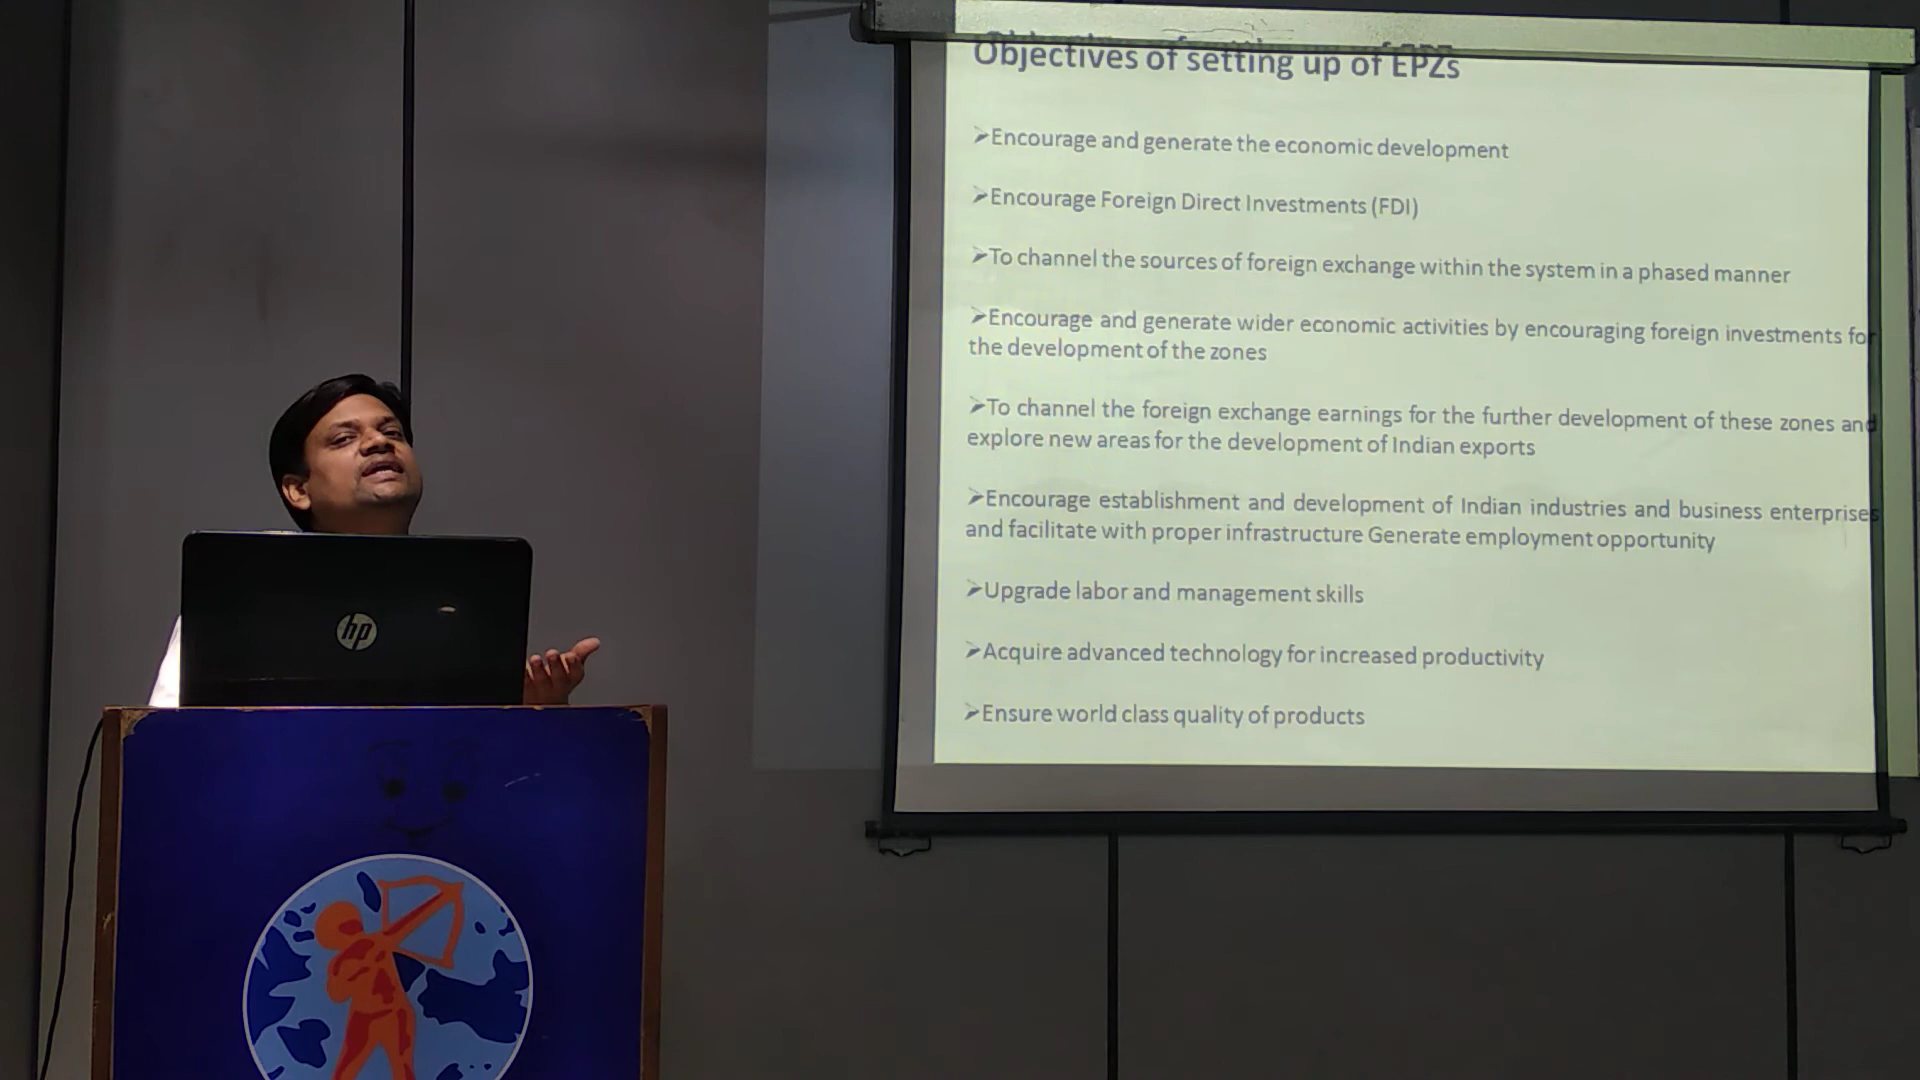 Objectives of setting up of EPZs
➢Encourage and generate the economic development
➢Encourage Foreign Direct Investments (FDI)
➢To channel the sources of foreign exchange within the system in a phased manner
➢Encourage and generate wider economic activities by encouraging foreign investments for
the development of the zones
➢To channel the foreign exchange earnings for the further development of these zones and
explore new areas for the development of Indian exports
➢Encourage establishment and development of Indian industries and business enterprises
and facilitate with proper infrastructure Generate employment opportunity
➢Upgrade labor and management skills
➢Acquire advanced technology for increased productivity
➢Ensure world class quality of products
hp